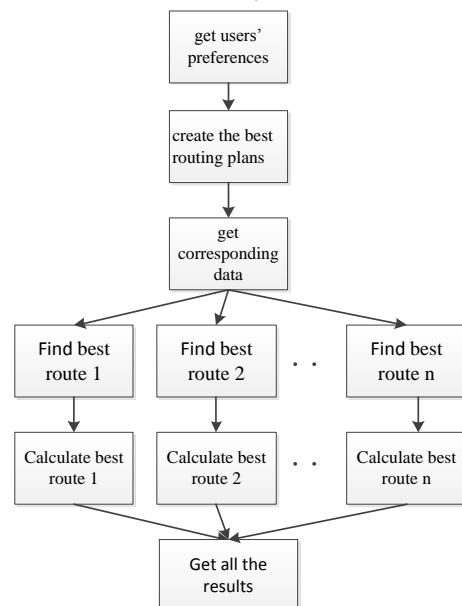 get users'
preferences
create the best
routing plans
get
corresponding
data
Find best
route 1
Find best
route 2
. .
Find best
route n
Calculate best
route 1
Calculate best
route 2
. .
Calculate best
route n
Get all the
results